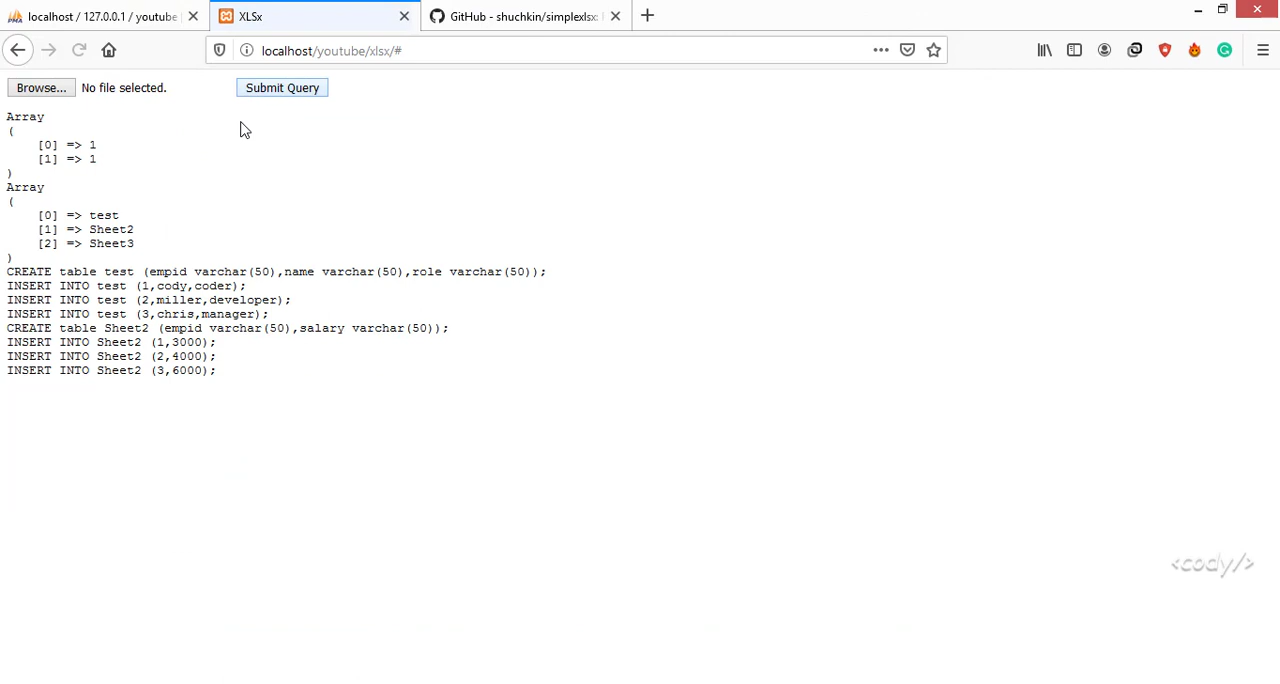 localhost / 127.0.0.1 / youtube
XLSx
GitHub - shuchkin/simplexlsx:
localhost/youtube/xlsx/#
Browse... No file selected. Submit Query
Array
(
[0] => 1
[1] => 1
)
Array
(
[0] => test
[1] => Sheet2
[2] => Sheet3
)
CREATE table test (empid varchar(50),name varchar(50),role varchar(50));
INSERT INTO test (1,cody,coder);
INSERT INTO test (2,miller,developer);
INSERT INTO test (3,chris,manager);
CREATE table Sheet2 (empid varchar(50),salary varchar(50));
INSERT INTO Sheet2 (1,3000);
INSERT INTO Sheet2 (2,4000);
INSERT INTO Sheet2 (3,6000);
<cody/>